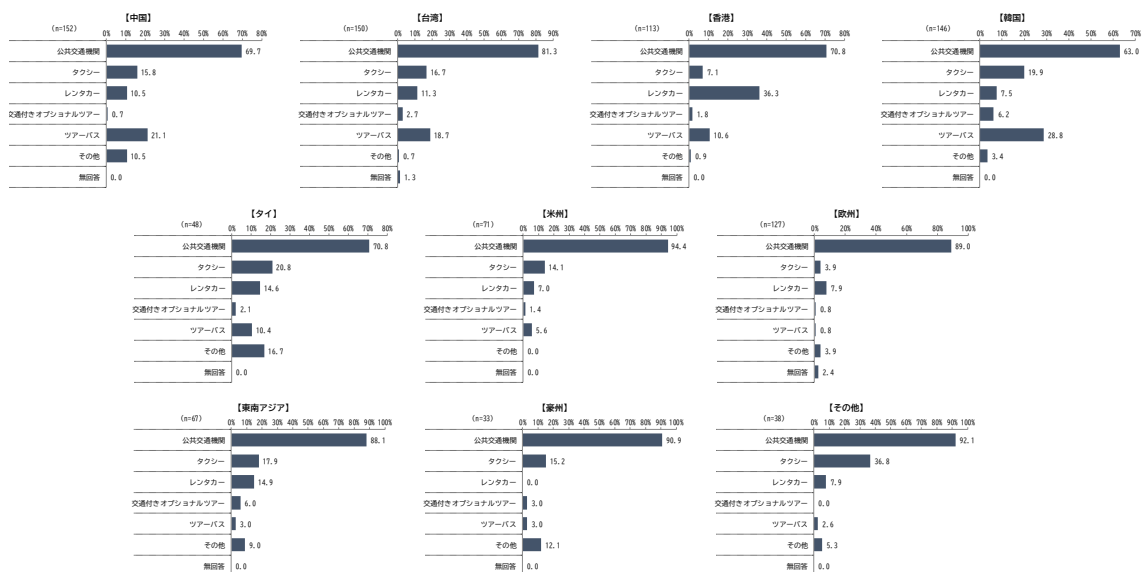 【中国】
(n=152)
0% 10% 20% 30% 40% 50% 60% 70% 80%
公共交通機関 69.7
タクシー 15.8
レンタカー 10.5
交通付きオプショナルツアー 0.7
ツアーバス 21.1
その他 10.5
無回答 0.0
【台湾】
(n=150)
0% 10% 20% 30% 40% 50% 60% 70% 80% 90%
公共交通機関 81.3
タクシー 16.7
レンタカー 11.3
交通付きオプショナルツアー 2.7
ツアーバス 18.7
その他 0.7
無回答 1.3
【香港】
(n=113)
0% 10% 20% 30% 40% 50% 60% 70% 80%
公共交通機関 70.8
タクシー 7.1
レンタカー 36.3
交通付きオプショナルツアー 1.8
ツアーバス 10.6
その他 0.9
無回答 0.0
【韓国】
(n=146)
0% 10% 20% 30% 40% 50% 60% 70%
公共交通機関 63.0
タクシー 19.9
レンタカー 7.5
交通付きオプショナルツアー 6.2
ツアーバス 28.8
その他 3.4
無回答 0.0
【タイ】
(n=48)
0% 10% 20% 30% 40% 50% 60% 70% 80%
公共交通機関 70.8
タクシー 20.8
レンタカー 14.6
交通付きオプショナルツアー 2.1
ツアーバス 10.4
その他 16.7
無回答 0.0
【米州】
(n=71)
0% 10% 20% 30% 40% 50% 60% 70% 80% 90% 100%
公共交通機関 94.4
タクシー 14.1
レンタカー 7.0
交通付きオプショナルツアー 1.4
ツアーバス 5.6
その他 0.0
無回答 0.0
【欧州】
(n=127)
0% 20% 40% 60% 80% 100%
公共交通機関 89.0
タクシー 3.9
レンタカー 7.9
交通付きオプショナルツアー 0.8
ツアーバス 0.8
その他 3.9
無回答 2.4
【東南アジア】
(n=67)
0% 10% 20% 30% 40% 50% 60% 70% 80% 90% 100%
公共交通機関 88.1
タクシー 17.9
レンタカー 14.9
交通付きオプショナルツアー 6.0
ツアーバス 3.0
その他 9.0
無回答 0.0
【豪州】
(n=33)
0% 10% 20% 30% 40% 50% 60% 70% 80% 90% 100%
公共交通機関 90.9
タクシー 15.2
レンタカー 0.0
交通付きオプショナルツアー 3.0
ツアーバス 3.0
その他 12.1
無回答 0.0
【その他】
(n=38)
0% 10% 20% 30% 40% 50% 60% 70% 80% 90% 100%
公共交通機関 92.1
タクシー 36.8
レンタカー 7.9
交通付きオプショナルツアー 0.0
ツアーバス 2.6
その他 5.3
無回答 0.0